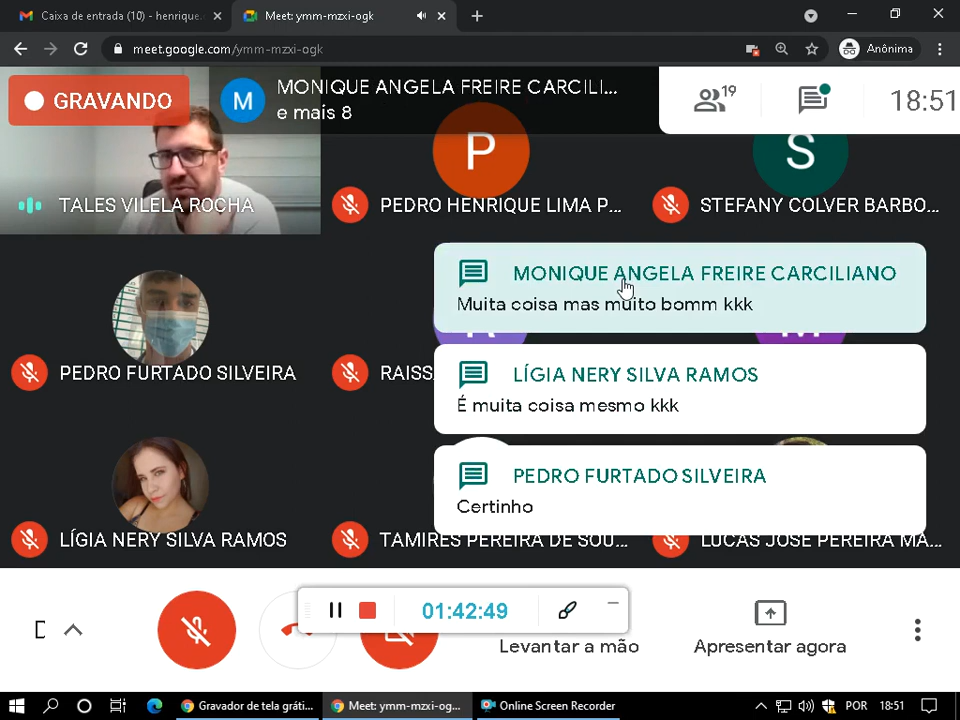 Caixa de entrada (10) - henrique.c
Meet: ymm-mzxi-ogk
meet.google.com/ymm-mzxi-ogk
Anônima
GRAVANDO
M
MONIQUE ANGELA FREIRE CARCILI...
e mais 8
19
18:51
TALES VILELA ROCHA
P
PEDRO HENRIQUE LIMA P...
S
STEFANY COLVER BARBO...
MONIQUE ANGELA FREIRE CARCILIANO
Muita coisa mas muito bomm kkk
PEDRO FURTADO SILVEIRA
RAISS
LÍGIA NERY SILVA RAMOS
É muita coisa mesmo kkk
PEDRO FURTADO SILVEIRA
Certinho
LÍGIA NERY SILVA RAMOS
TAMIRES PEREIRA DE SOU...
LUCAS JOSE PEREIRA MA...
01:42:49
Levantar a mão
Apresentar agora
Gravador de tela gráti...
Meet: ymm-mzxi-og...
Online Screen Recorder
POR
18:51